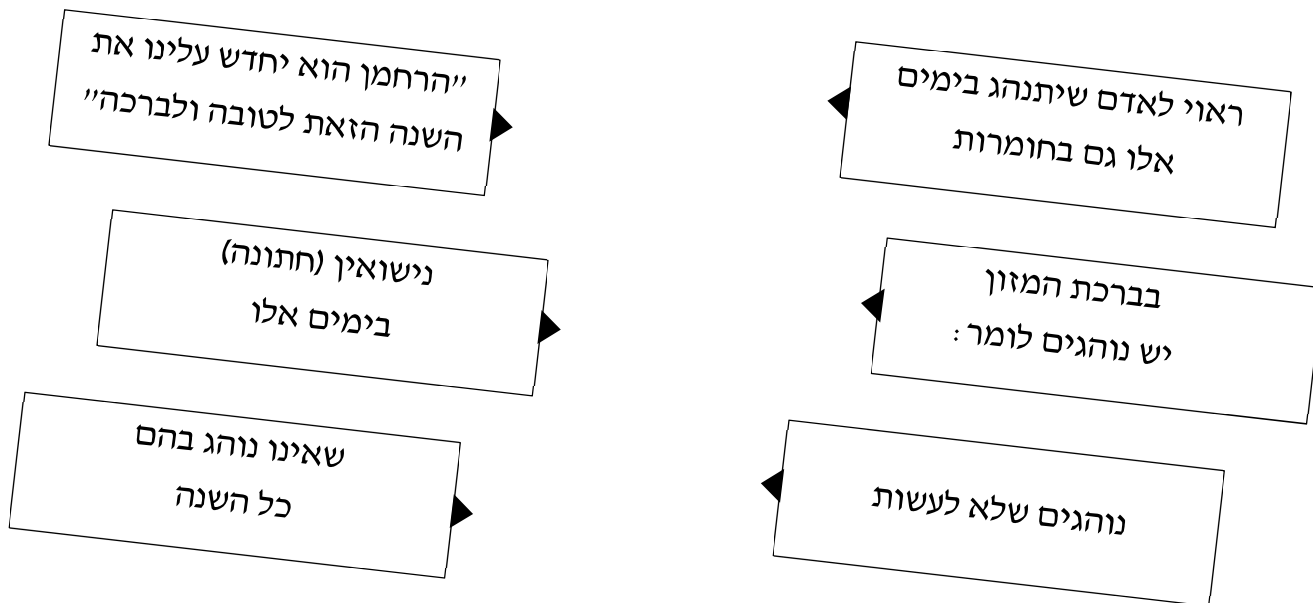 ראוי לאדם שיתנהג בימים
אלו גם בחומרות
בברכת המזון
יש נוהגים לומר:
נוהגים שלא לעשות
"הרחמן הוא יחדש עלינו את
השנה הזאת לטובה ולברכה"
נישואין (חתונה)
בימים אלו
שאינו נוהג בהם
כל השנה